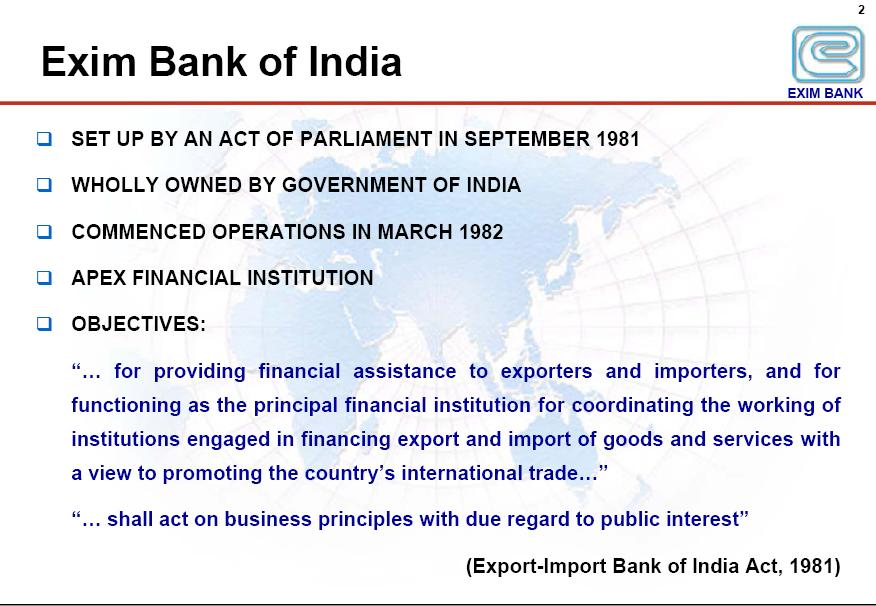 2
Exim Bank of India
EXIM BANK
SET UP BY AN ACT OF PARLIAMENT IN SEPTEMBER 1981
WHOLLY OWNED BY GOVERNMENT OF INDIA
COMMENCED OPERATIONS IN MARCH 1982
APEX FINANCIAL INSTITUTION
OBJECTIVES:
“… for providing financial assistance to exporters and importers, and for
functioning as the principal financial institution for coordinating the working of
institutions engaged in financing export and import of goods and services with
a view to promoting the country’s international trade…”
“… shall act on business principles with due regard to public interest”
(Export-Import Bank of India Act, 1981)